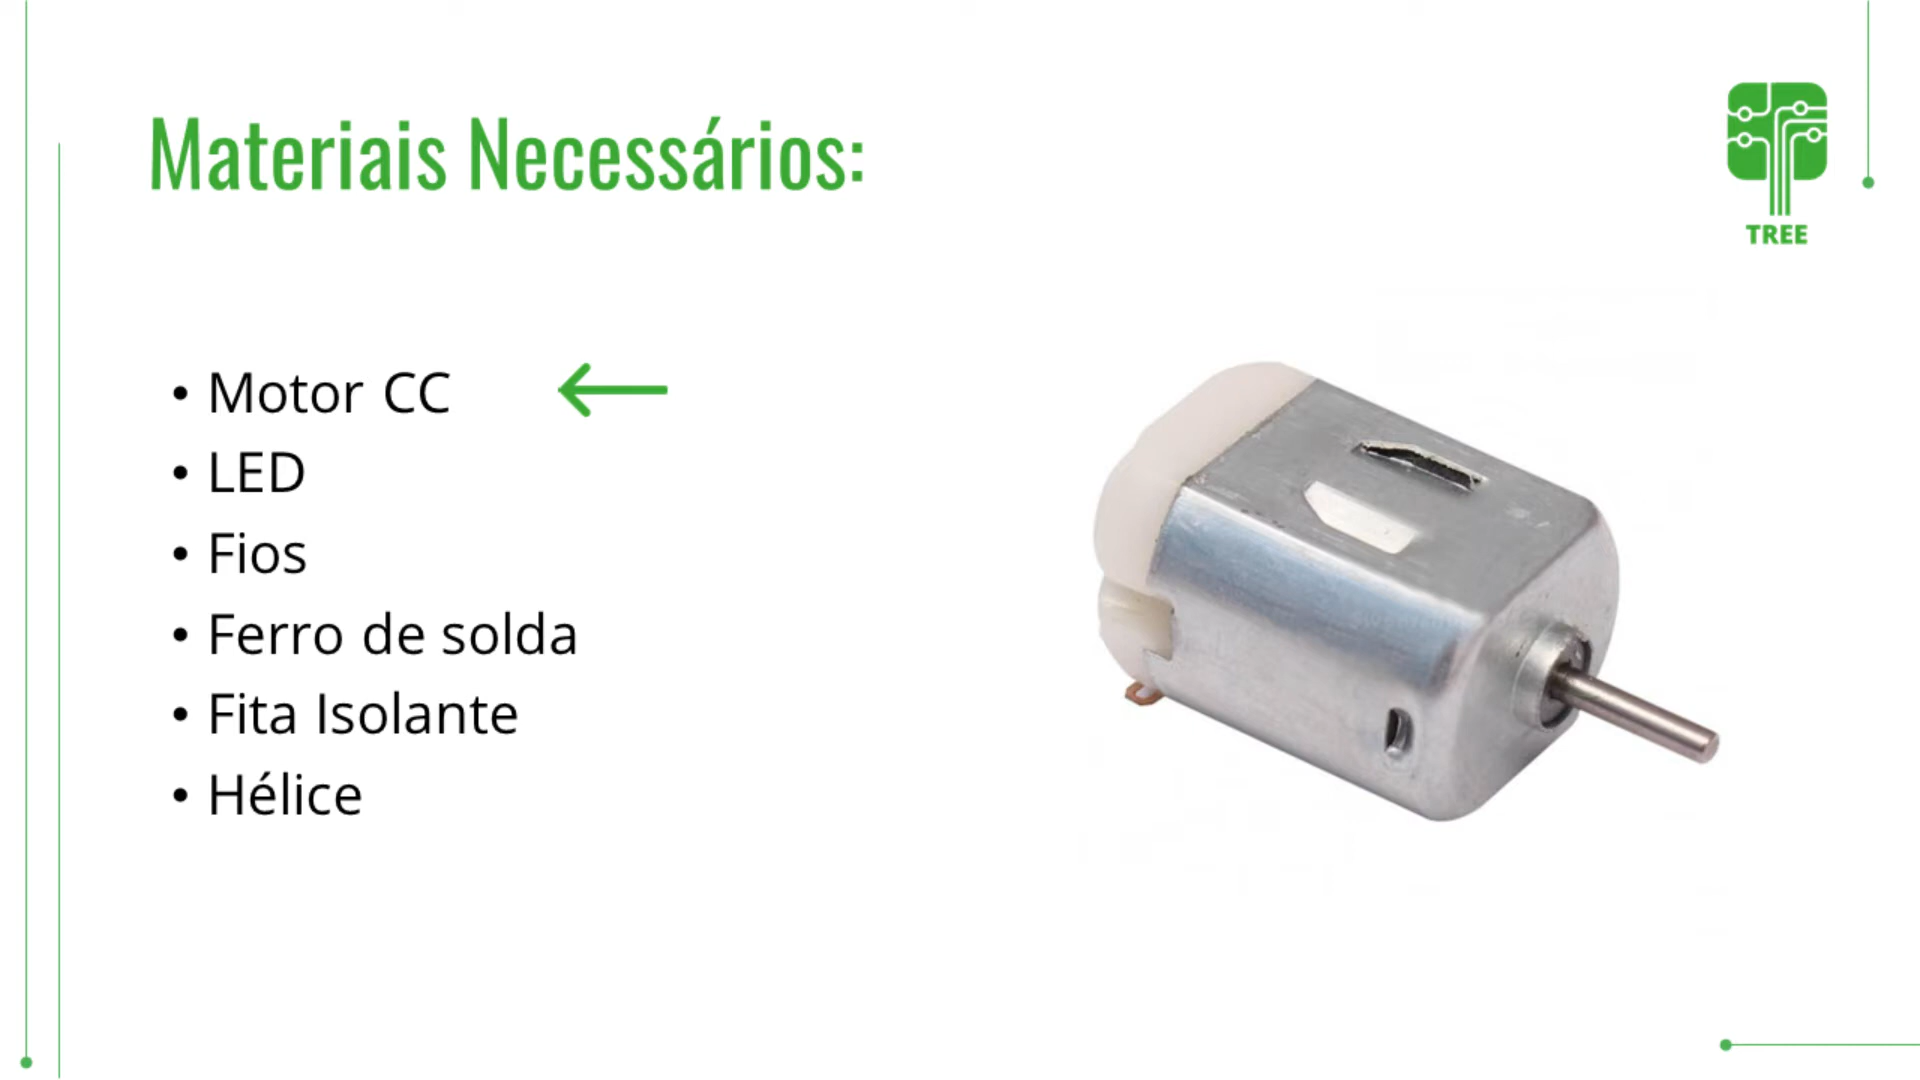 Materiais Necessários:
TREE
• Motor CC
• LED
• Fios
• Ferro de solda
• Fita Isolante
• Hélice